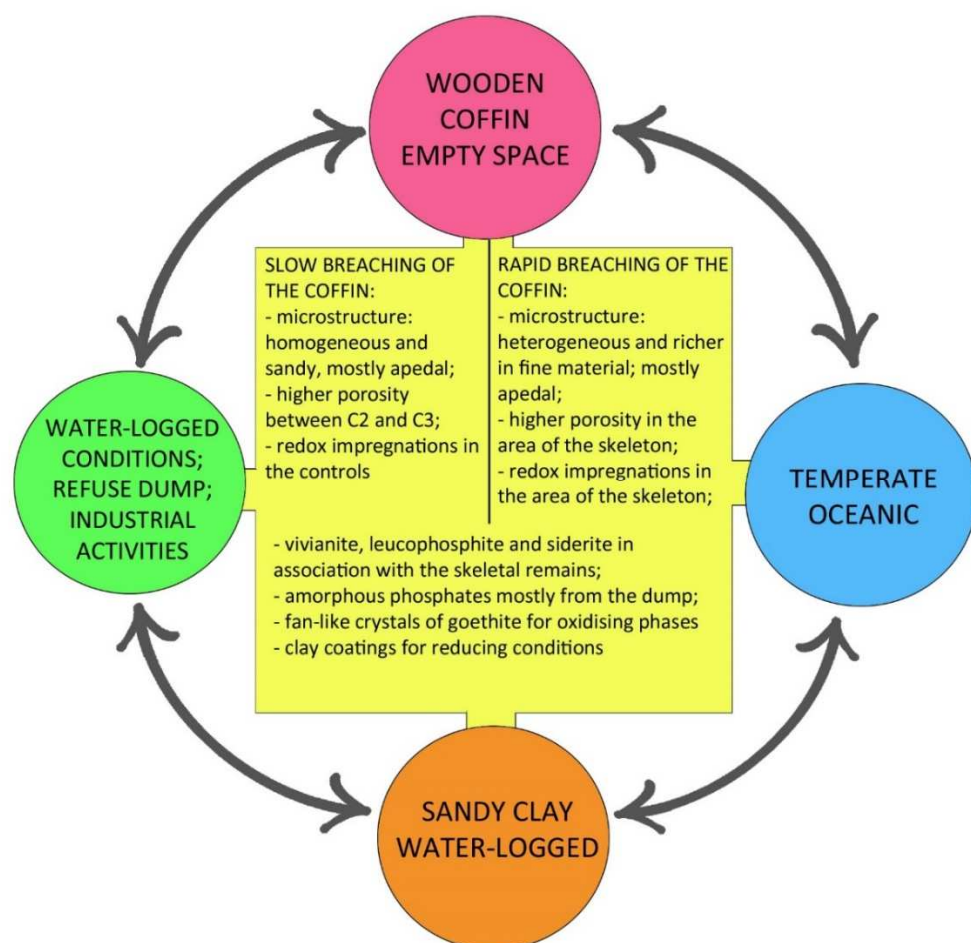 WOODEN
COFFIN
EMPTY SPACE
SLOW BREACHING OF
THE COFFIN:
- microstructure:
homogeneous and
sandy, mostly apedal;
- higher porosity
between C2 and C3;
- redox impregnations in
the controls
RAPID BREACHING OF THE
COFFIN:
- microstructure:
heterogeneous and richer
in fine material; mostly
apedal;
- higher porosity in the
area of the skeleton;
- redox impregnations in
the area of the skeleton;
WATER-LOGGED
CONDITIONS;
REFUSE DUMP;
INDUSTRIAL
ACTIVITIES
TEMPERATE
OCEANIC
- vivianite, leucophosphite and siderite in
association with the skeletal remains;
- amorphous phosphates mostly from the dump;
- fan-like crystals of goethite for oxidising phases
- clay coatings for reducing conditions
SANDY CLAY
WATER-LOGGED